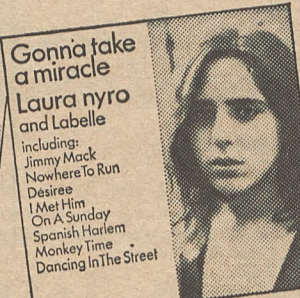 Gonna take
a miracle
Laura nyro
and Labelle
including:
Jimmy Mack
Nowhere To Run
Désiree
I Met Him
On A Sunday
Spanish Harlem
Monkey Time
Dancing In The Street